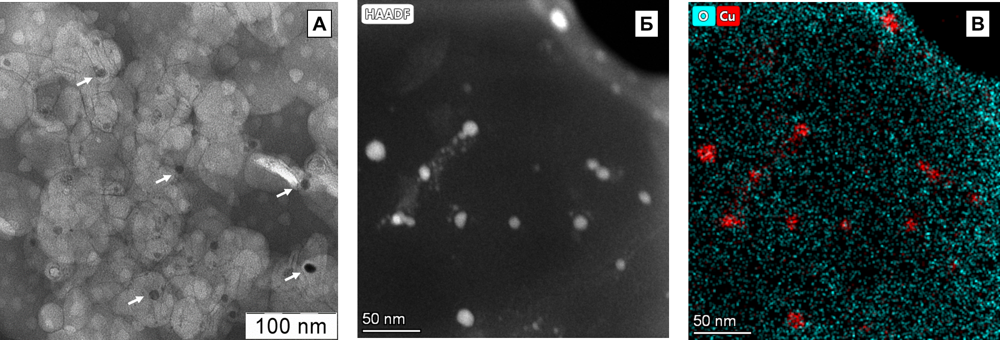 А
100 nm
HAADF
Б
50 nm
O Cu
В
50 nm